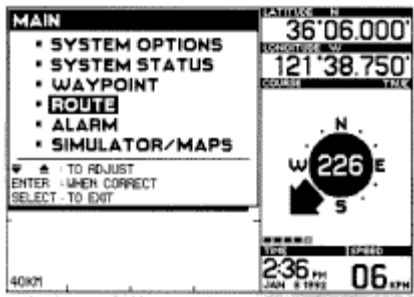 MAIN
SYSTEM OPTIONS
SYSTEM STATUS
WAYPOINT
ROUTE
ALARM
SIMULATOR/MAPS
TO ADJUST
ENTER : WHEN CORRECT
SELECT - TO EXIT
40KM
LATITUDE N
36°06.000'
LONGITUDE W
121°38.750'
COURSE TRUE
N
W 226 E
S
TIME SPEED
2:36 PM
JAN 8 1992
06 KPH